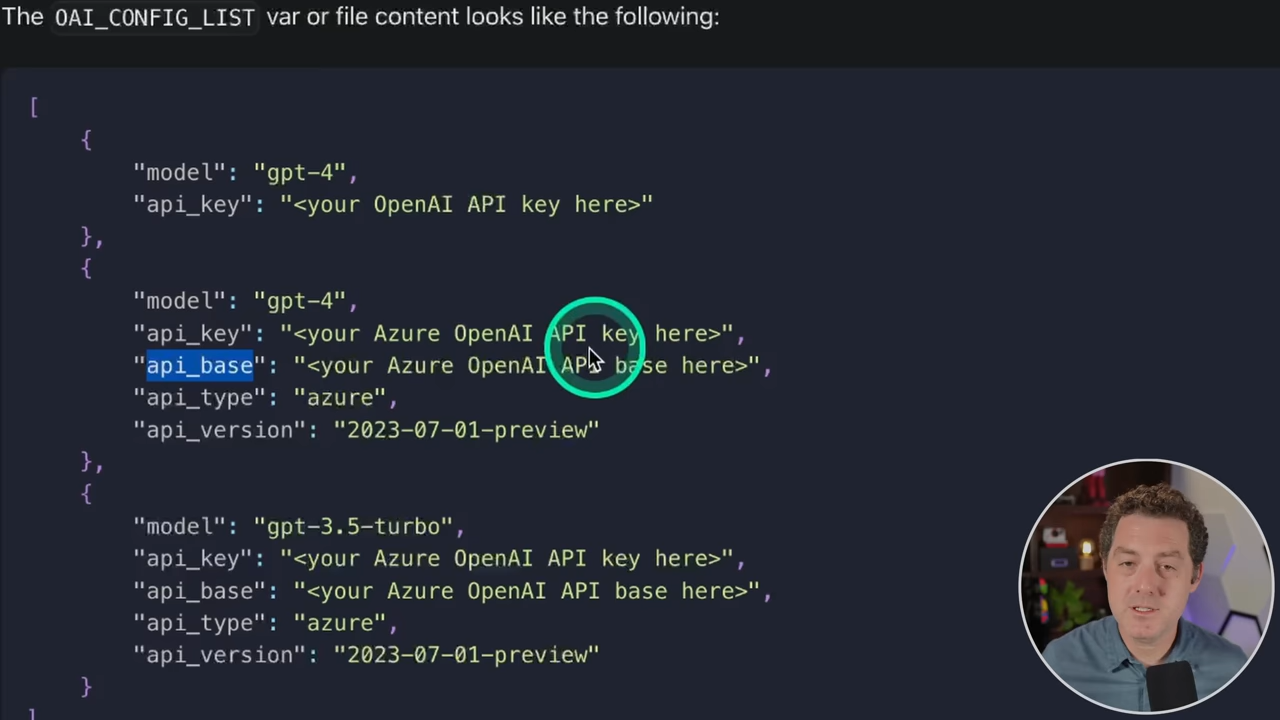 The OAI_CONFIG_LIST var or file content looks like the following:
[
{
"model": "gpt-4",
"api_key": "<your OpenAI API key here>"
},
{
"model": "gpt-4",
"api_key": "<your Azure OpenAI API key here>",
"api_base": "<your Azure OpenAI API base here>",
"api_type": "azure",
"api_version": "2023-07-01-preview"
},
{
"model": "gpt-3.5-turbo",
"api_key": "<your Azure OpenAI API key here>",
"api_base": "<your Azure OpenAI API base here>",
"api_type": "azure",
"api_version": "2023-07-01-preview"
}
]